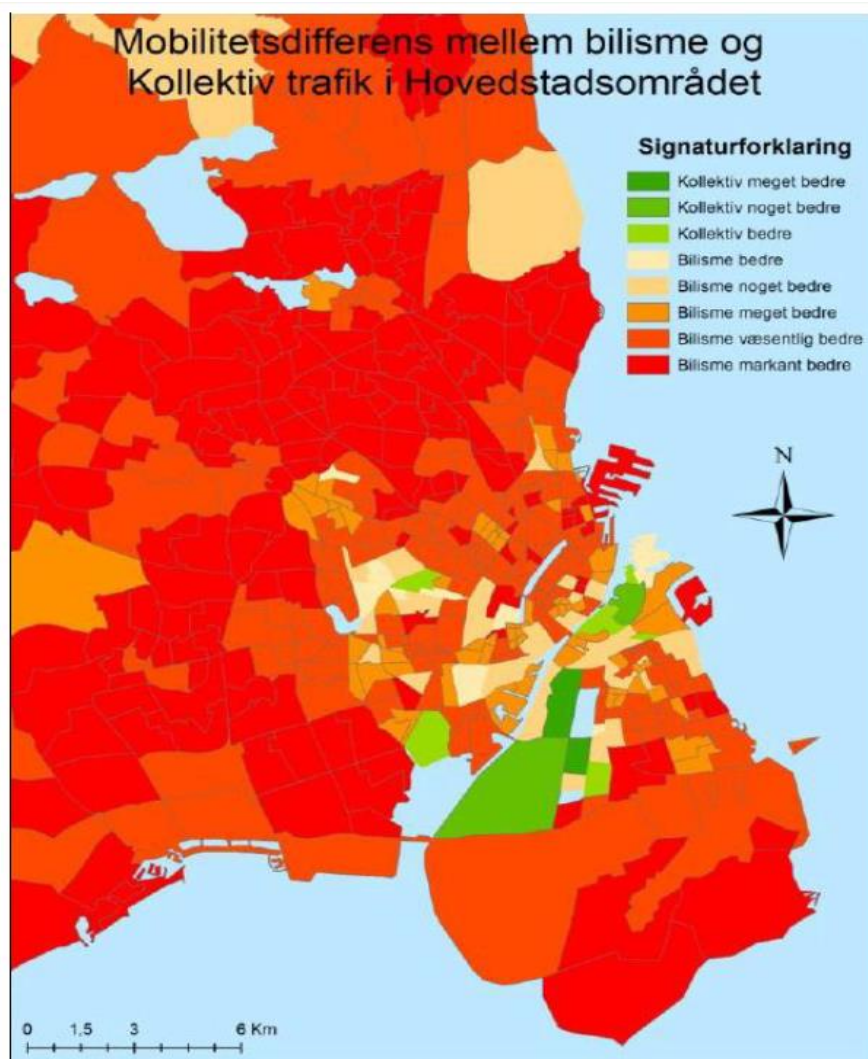 Mobilitetsdifferens mellem bilisme og
Kollektiv trafik i Hovedstadsområdet
Signaturforklaring
Kollektiv meget bedre
Kollektiv noget bedre
Kollektiv bedre
Bilisme bedre
Bilisme noget bedre
Bilisme meget bedre
Bilisme væsentlig bedre
Bilisme markant bedre
N
0 1,5 3 6 Km